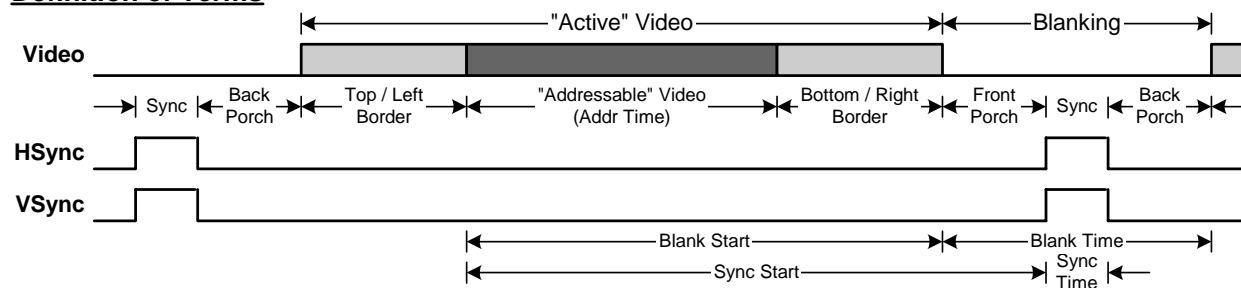 Definition of Terms
"Active" Video
Blanking
Video
Sync
Back
Porch
Top / Left
Border
"Addressable" Video
(Addr Time)
Bottom / Right
Border
Front
Porch
Sync
Back
Porch
HSync
VSync
Blank Start
Blank Time
Sync Start
Sync
Time